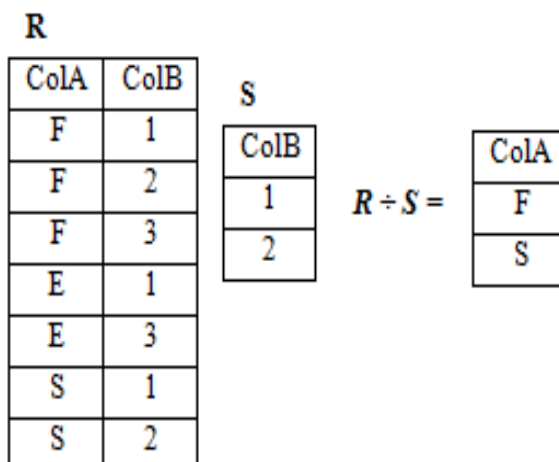 R
ColA ColB
F 1
F 2
F 3
E 1
E 3
S 1
S 2
S
ColB
1
2
R ÷ S =
ColA
F
S